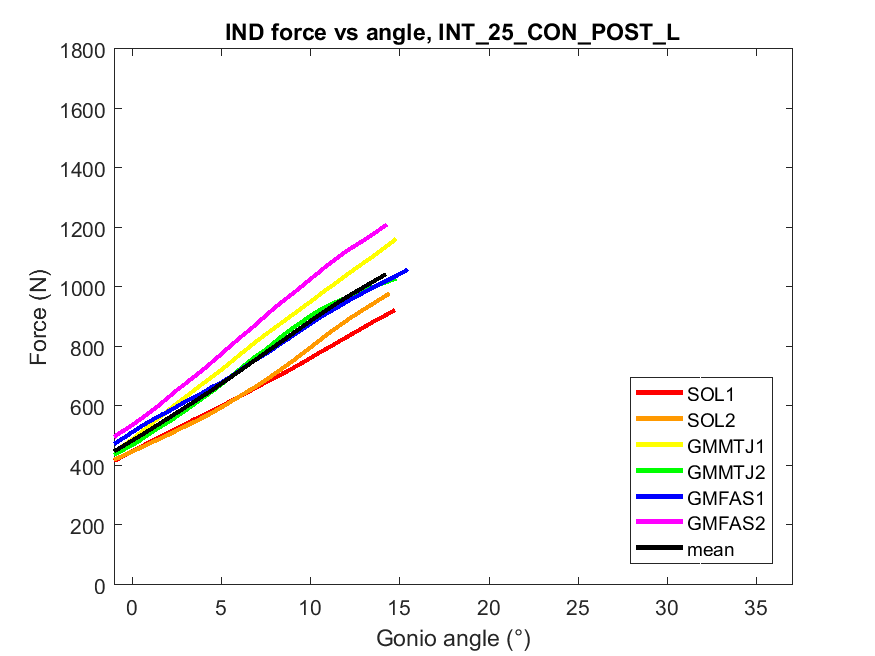 IND force vs angle, INT_25_CON_POST_L
1800
1600
1400
1200
1000
800
600
400
200
0
Force (N)
0 5 10 15 20 25 30 35
Gonio angle (°)
SOL1
SOL2
GMMTJ1
GMMTJ2
GMFAS1
GMFAS2
mean